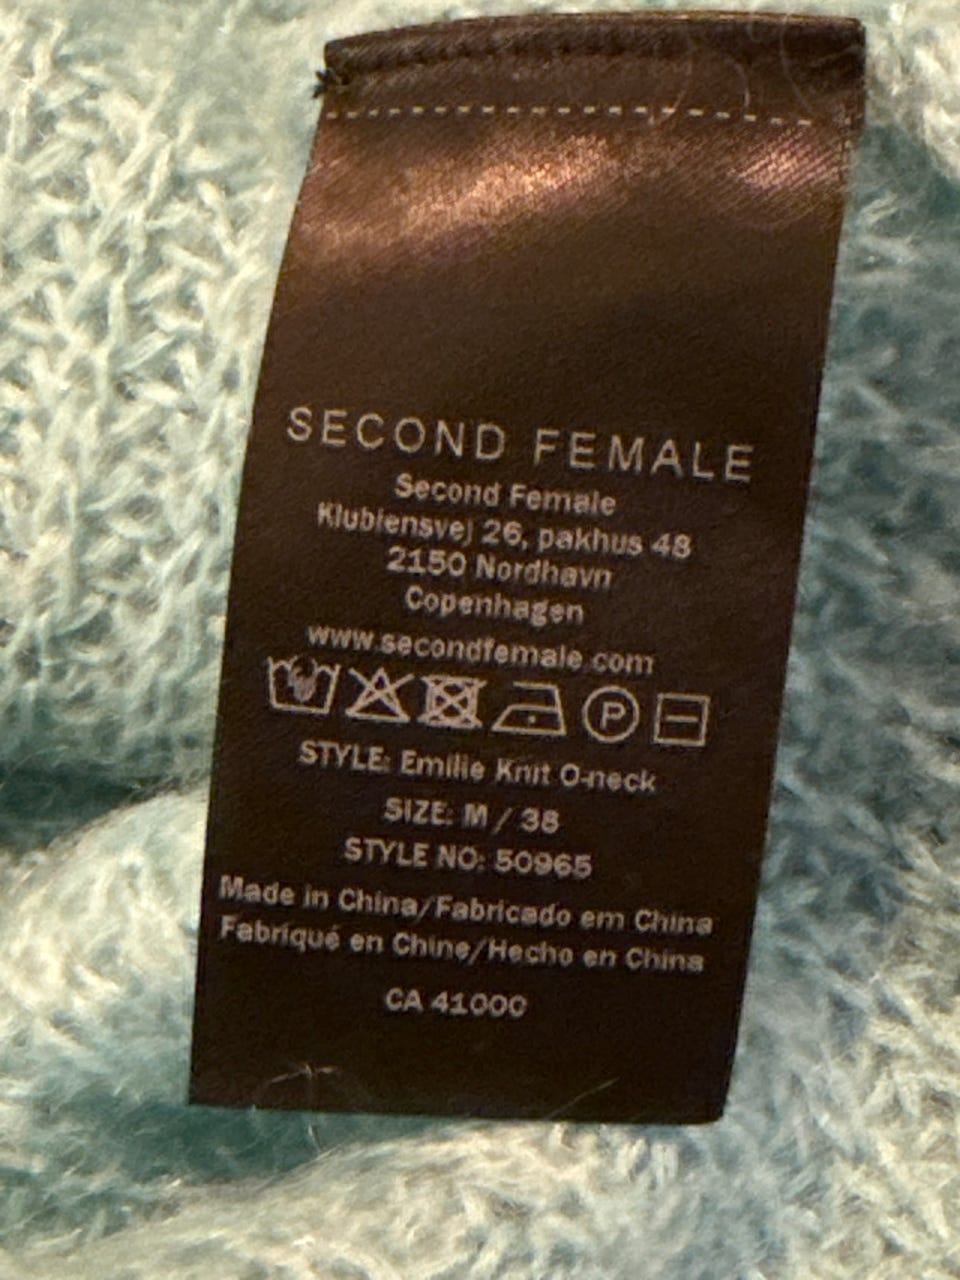 SECOND FEMALE
Second Female
Klubiensvej 26, pakhus 48
2150 Nordhavn
Copenhagen
www.secondfemale.com
P
STYLE: Emilie Knit O-neck
SIZE: M / 38
STYLE NO: 50965
Made in China/Fabricado em China
Fabriqué en Chine/Hecho en China
CA 41000